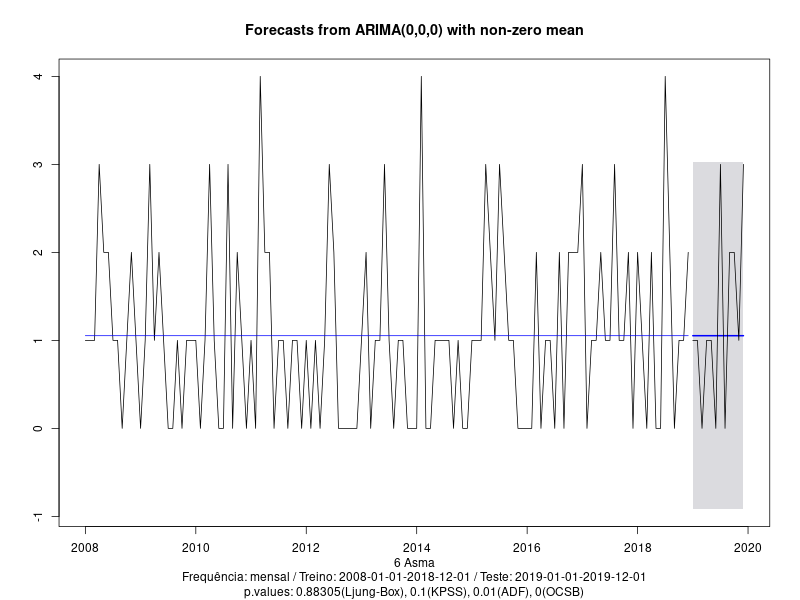 Forecasts from ARIMA(0,0,0) with non-zero mean
4
3
2
1
0
-1
2008 2010 2012 2014 2016 2018 2020
6 Asma
Frequência: mensal / Treino: 2008-01-01-2018-12-01 / Teste: 2019-01-01-2019-12-01
p.values: 0.88305(Ljung-Box), 0.1(KPSS), 0.01(ADF), 0(OCSB)